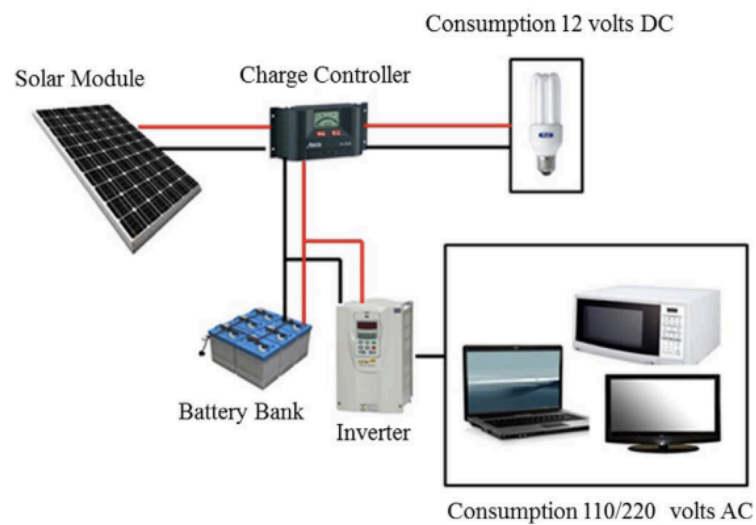 Consumption 12 volts DC
Solar Module
Charge Controller
Battery Bank
Inverter
Consumption 110/220 volts AC